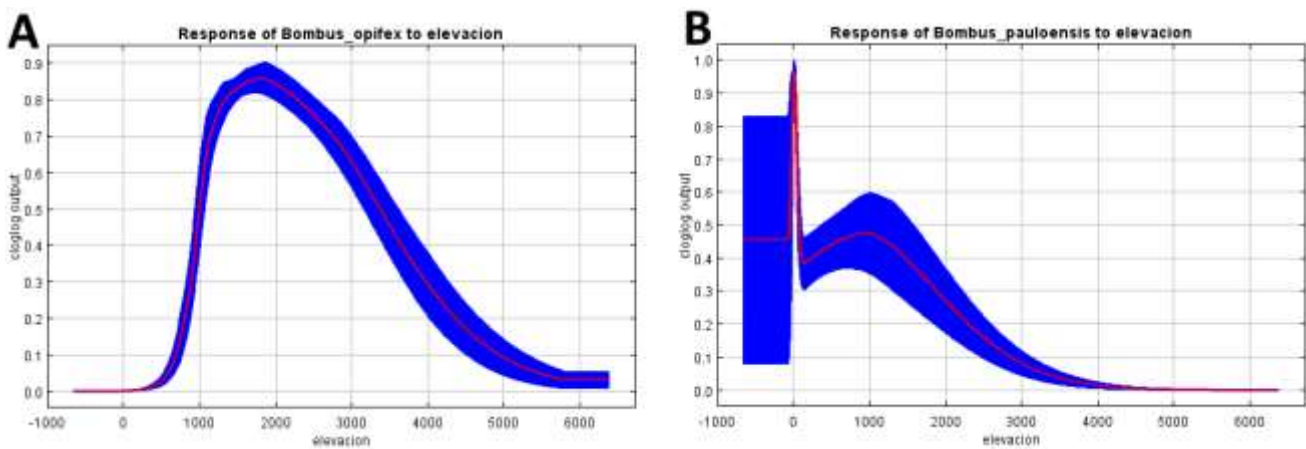 A
Response of Bombus_opifex to elevacion
cloglog output
0.9
0.8
0.7
0.6
0.5
0.4
0.3
0.2
0.1
0.0
-1000 0 1000 2000 3000 4000 5000 6000
elevacion
B
Response of Bombus_pauloensis to elevacion
cloglog output
1.0
0.9
0.8
0.7
0.6
0.5
0.4
0.3
0.2
0.1
0.0
-1000 0 1000 2000 3000 4000 5000 6000
elevacion